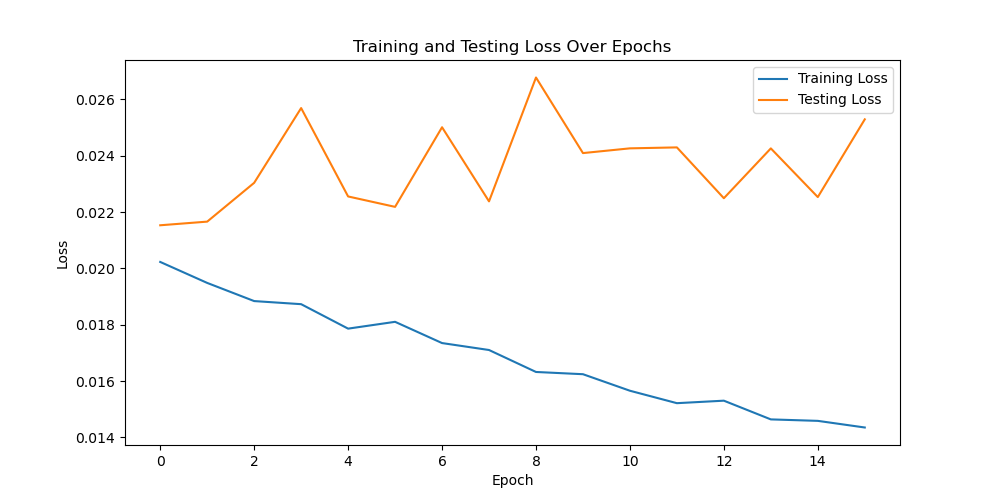 Training and Testing Loss Over Epochs
Training Loss
Testing Loss
0.026
0.024
0.022
0.020
0.018
0.016
0.014
Loss
0 2 4 6 8 10 12 14
Epoch